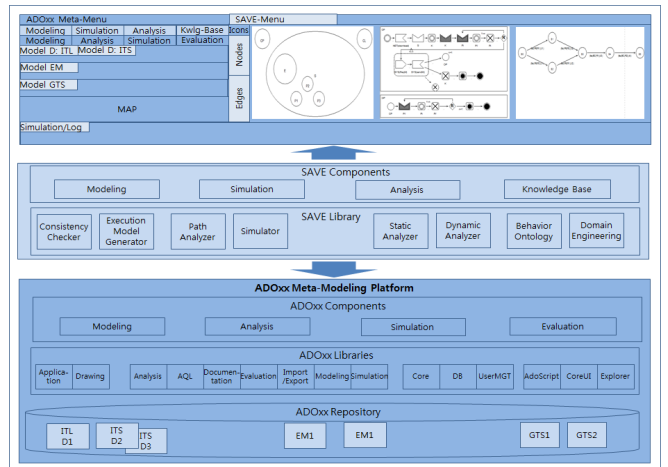 ADOxx Meta-Menu
SAVE-Menu
Modeling Simulation Analysis Kwlg-Base Icons
Modeling Analysis Simulation Evaluation
Model D: ITL Model D: ITS
Nodes
Model EM
Model GTS
Edges
MAP
Simulation/Log
SAVE Components
Modeling Simulation Analysis Knowledge Base
SAVE Library
Consistency Checker
Execution Model Generator
Path Analyzer
Simulator
Static Analyzer
Dynamic Analyzer
Behavior Ontology
Domain Engineering
ADOxx Meta-Modeling Platform
ADOxx Components
Modeling Analysis Simulation Evaluation
ADOxx Libraries
Applica-tion
Drawing
Analysis
AQL
Documen-tation
Evaluation
Import /Export
Modeling
Simulation
Core
DB
UserMGT
AdoScript
CoreUI
Explorer
ADOxx Repository
ITL D1
ITS D2
ITS D3
EM1
EM1
GTS1
GTS2